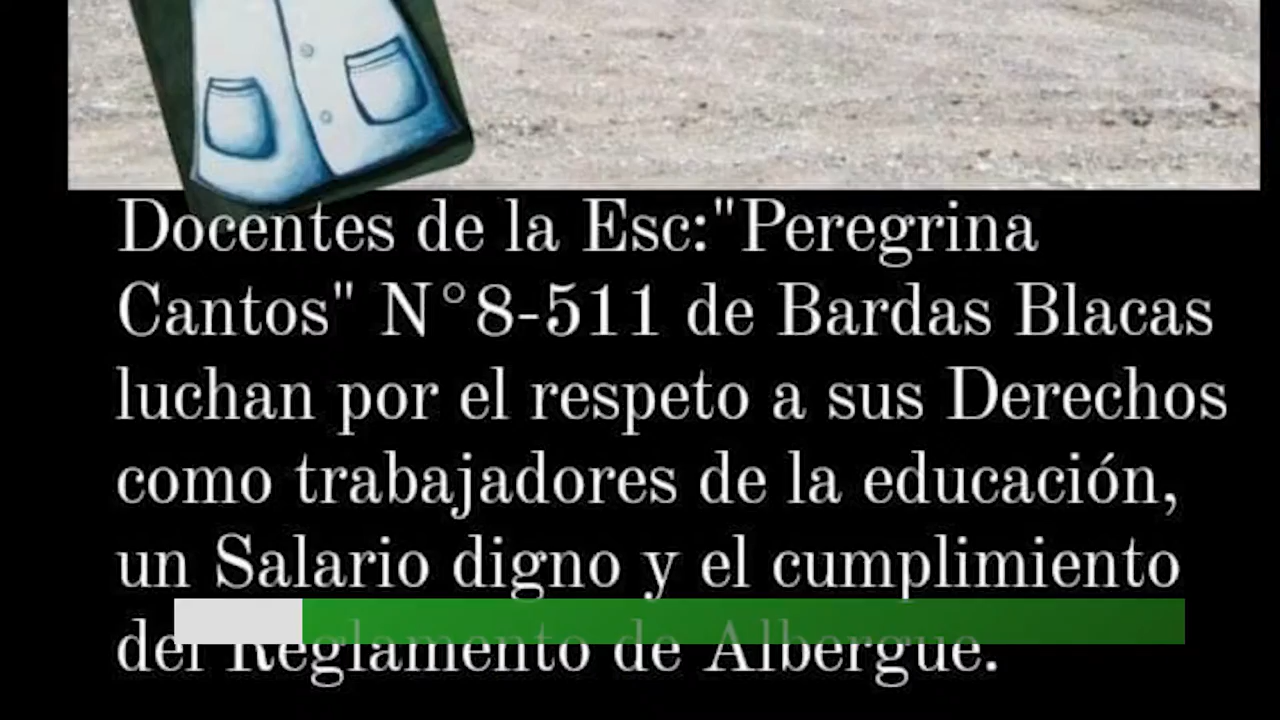 Docentes de la Esc:"Peregrina
Cantos" N°8-511 de Bardas Blacas
luchan por el respeto a sus Derechos
como trabajadores de la educación,
un Salario digno y el cumplimiento
del Reglamento de Albergue.